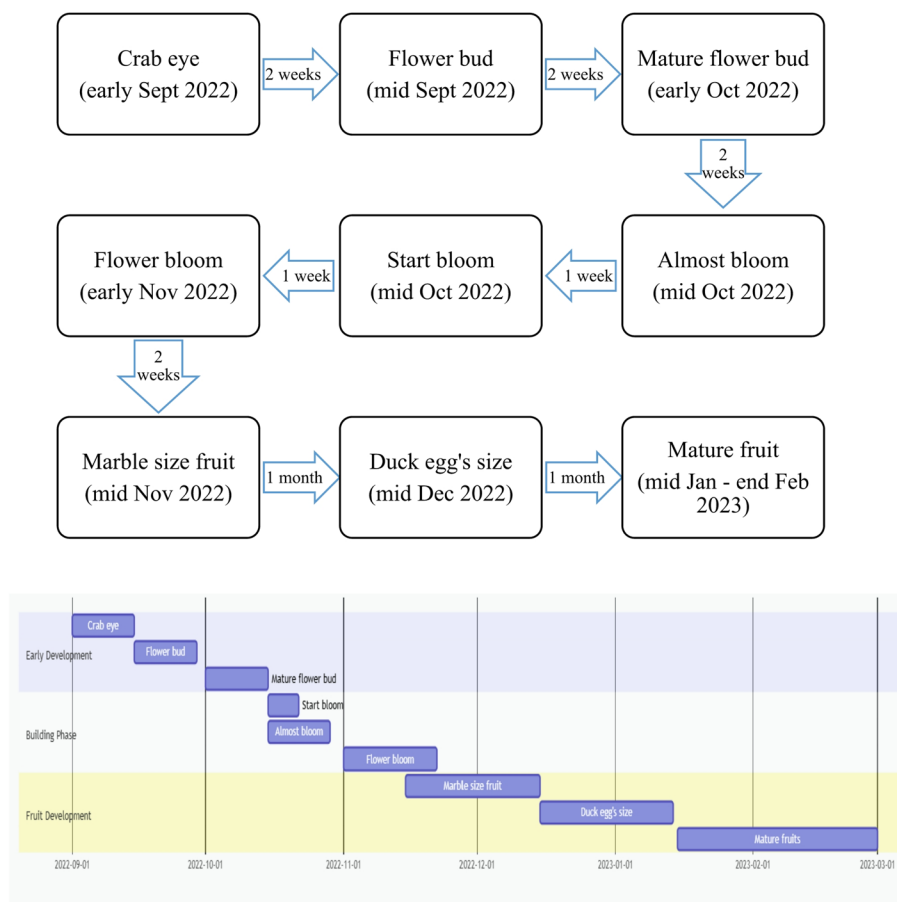 Crab eye
(early Sept 2022)
2 weeks
Flower bud
(mid Sept 2022)
2 weeks
Mature flower bud
(early Oct 2022)
2
weeks
Almost bloom
(mid Oct 2022)
1 week
Start bloom
(mid Oct 2022)
1 week
Flower bloom
(early Nov 2022)
2
weeks
Marble size fruit
(mid Nov 2022)
1 month
Duck egg's size
(mid Dec 2022)
1 month
Mature fruit
(mid Jan - end Feb
2023)
Early Development
Crab eye
Flower bud
Mature flower bud
Building Phase
Start bloom
Almost bloom
Flower bloom
Fruit Development
Marble size fruit
Duck egg's size
Mature fruits
2022-09-01 2022-10-01 2022-11-01 2022-12-01 2023-01-01 2023-02-01 2023-03-01